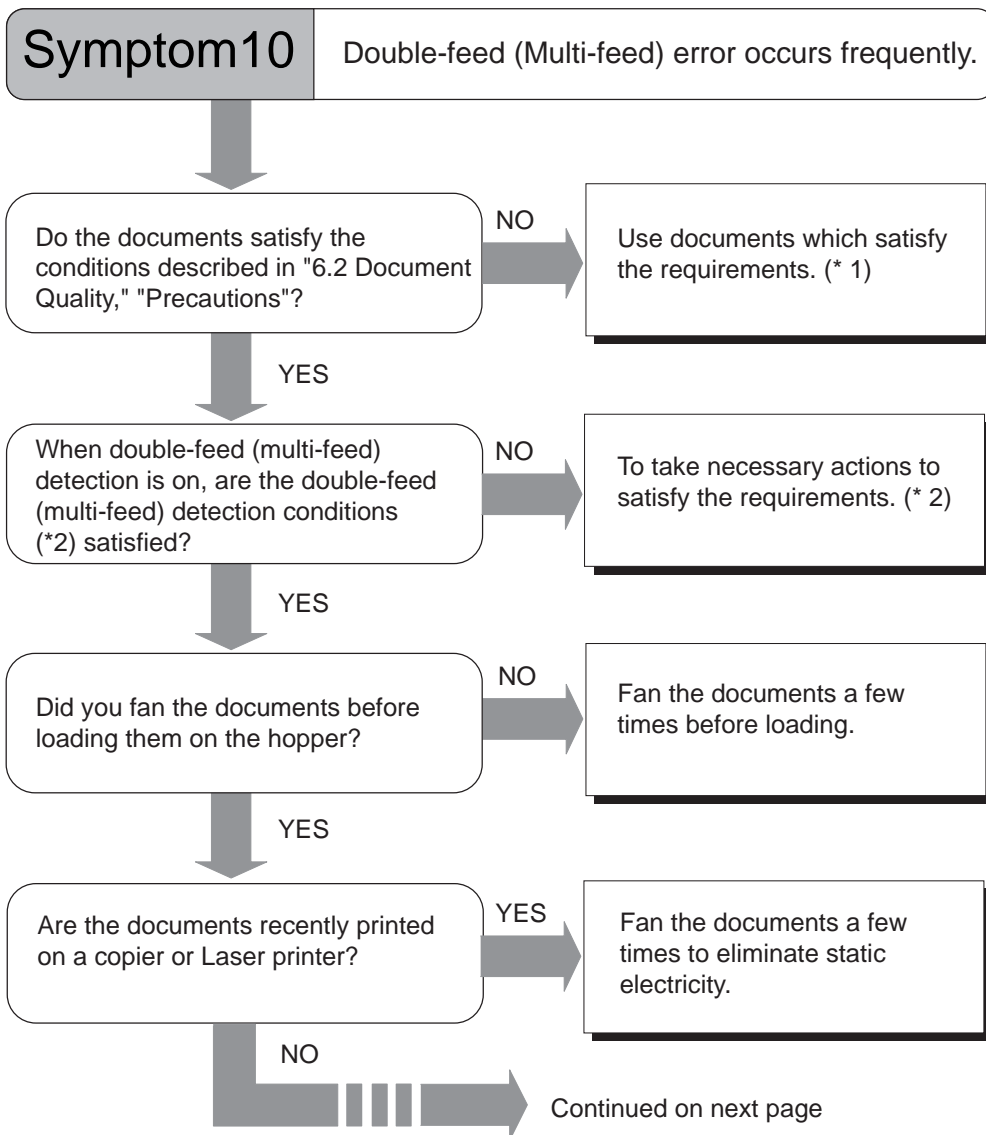 Symptom10
Double-feed (Multi-feed) error occurs frequently.
Do the documents satisfy the
conditions described in "6.2 Document
Quality," "Precautions"?
NO
Use documents which satisfy
the requirements. (* 1)
YES
When double-feed (multi-feed)
detection is on, are the double-feed
(multi-feed) detection conditions
(*2) satisfied?
NO
To take necessary actions to
satisfy the requirements. (* 2)
YES
Did you fan the documents before
loading them on the hopper?
NO
Fan the documents a few
times before loading.
YES
Are the documents recently printed
on a copier or Laser printer?
YES
Fan the documents a few
times to eliminate static
electricity.
NO
Continued on next page